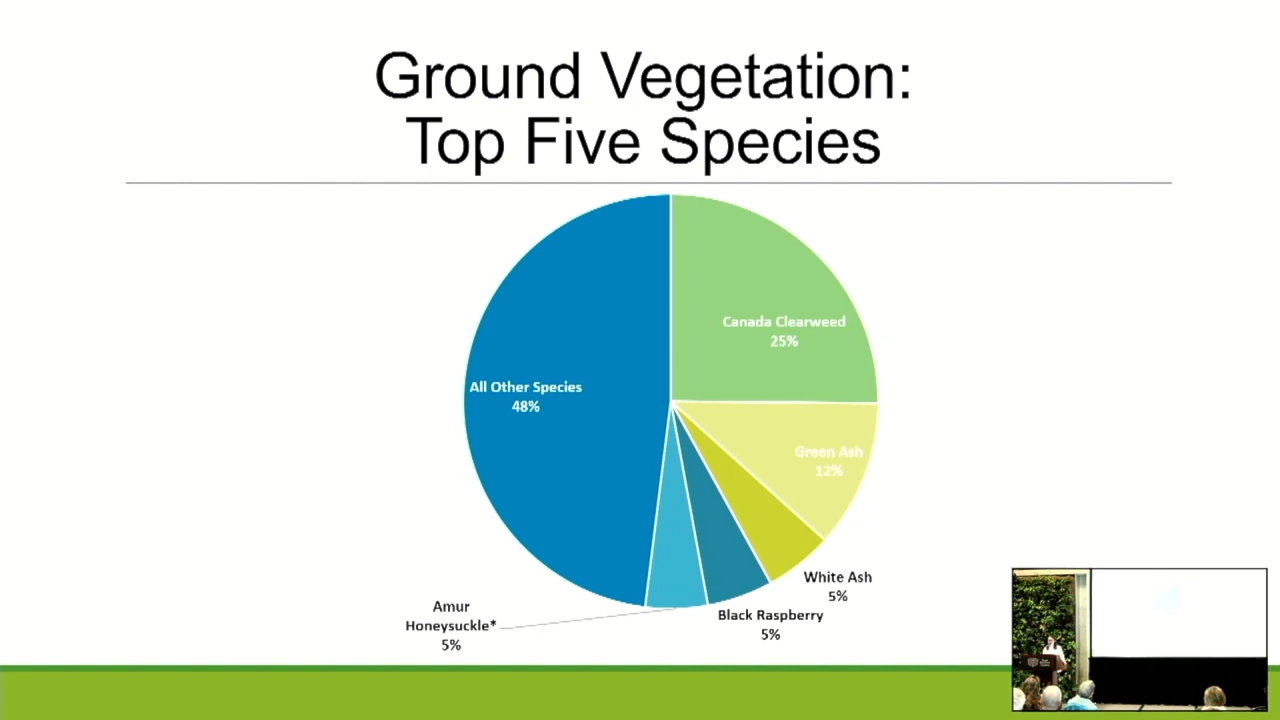 Ground Vegetation:
Top Five Species
Canada Clearweed
25%
All Other Species
48%
Green Ash
12%
White Ash
5%
Black Raspberry
5%
Amur
Honeysuckle*
5%